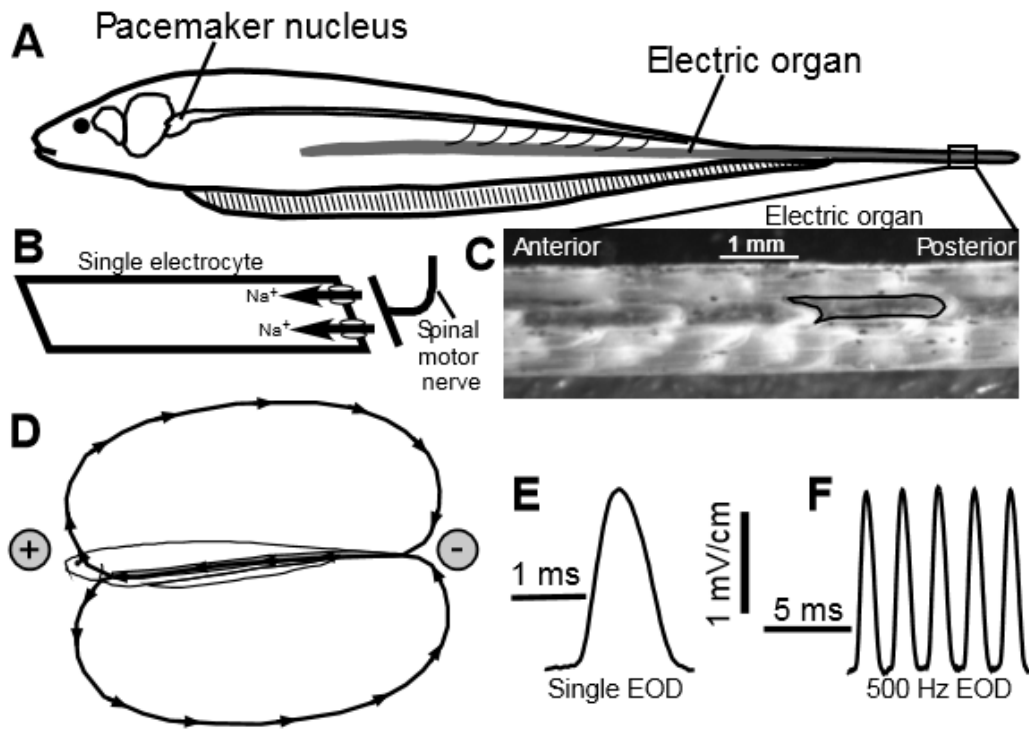 A
Pacemaker nucleus
Electric organ
B
Single electrocyte
Na+
Na+
Spinal
motor
nerve
C
Electric organ
Anterior
1 mm
Posterior
D
+
-
E
1 ms
Single EOD
1 mV/cm
F
5 ms
500 Hz EOD